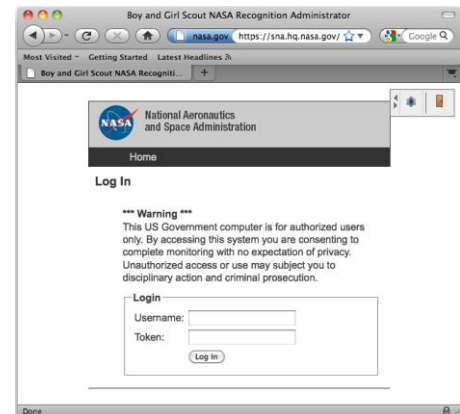 Boy and Girl Scout NASA Recognition Administrator
nasa.gov https://sna.hq.nasa.gov/ Google
Most Visited Getting Started Latest Headlines
Boy and Girl Scout NASA Recogniti... +
NASA
National Aeronautics
and Space Administration
Home
Log In
*** Warning ***
This US Government computer is for authorized users
only. By accessing this system you are consenting to
complete monitoring with no expectation of privacy.
Unauthorized access or use may subject you to
disciplinary action and criminal prosecution.
Login
Username:
Token:
Log In
Done